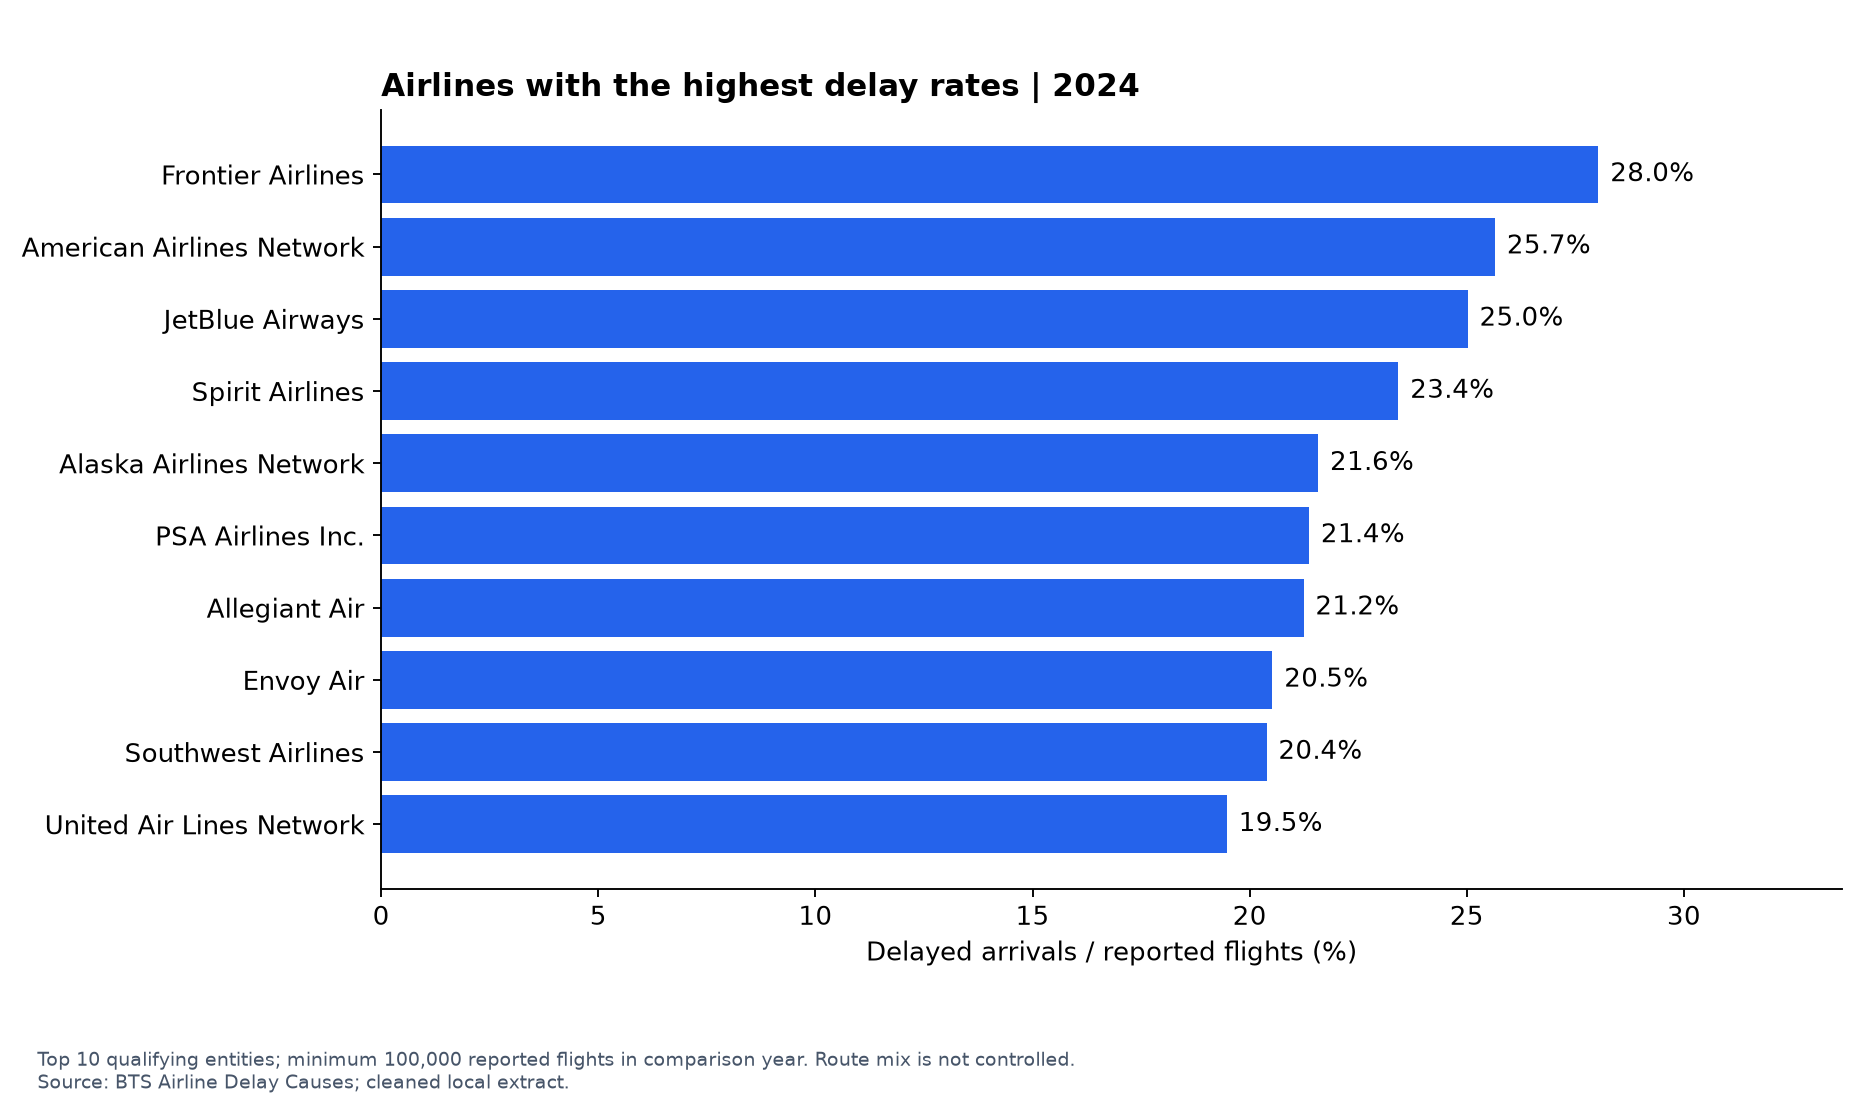 Airlines with the highest delay rates | 2024
Frontier Airlines 28.0%
American Airlines Network 25.7%
JetBlue Airways 25.0%
Spirit Airlines 23.4%
Alaska Airlines Network 21.6%
PSA Airlines Inc. 21.4%
Allegiant Air 21.2%
Envoy Air 20.5%
Southwest Airlines 20.4%
United Air Lines Network 19.5%
0 5 10 15 20 25 30
Delayed arrivals / reported flights (%)
Top 10 qualifying entities; minimum 100,000 reported flights in comparison year. Route mix is not controlled.
Source: BTS Airline Delay Causes; cleaned local extract.